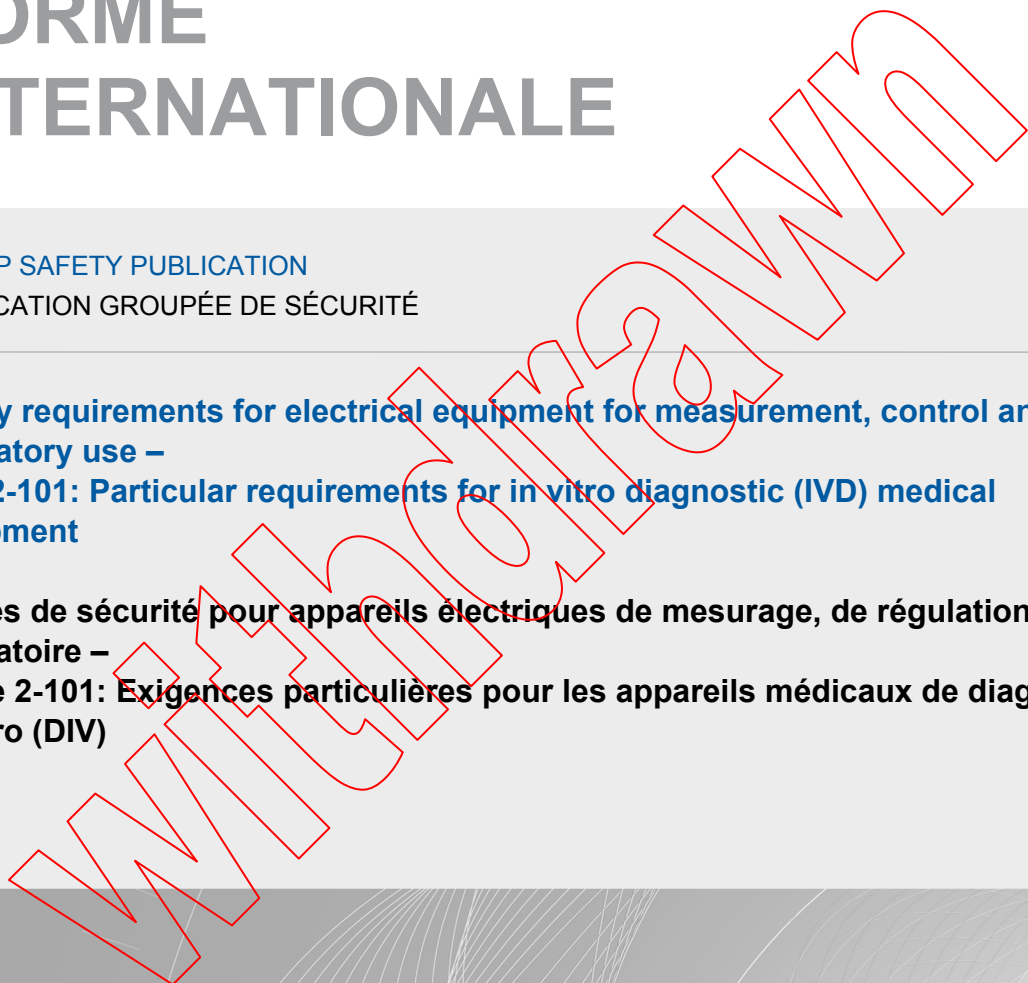 ORME
TERNATIONALE
P SAFETY PUBLICATION
CATION GROUPÉE DE SÉCURITÉ
y requirements for electrical equipment for measurement, control an
atory use –
2-101: Particular requirements for in vitro diagnostic (IVD) medical
pment
es de sécurité pour appareils électriques de mesurage, de régulation
atoire –
e 2-101: Exigences particulières pour les appareils médicaux de diag
ro (DIV)
withdrawn